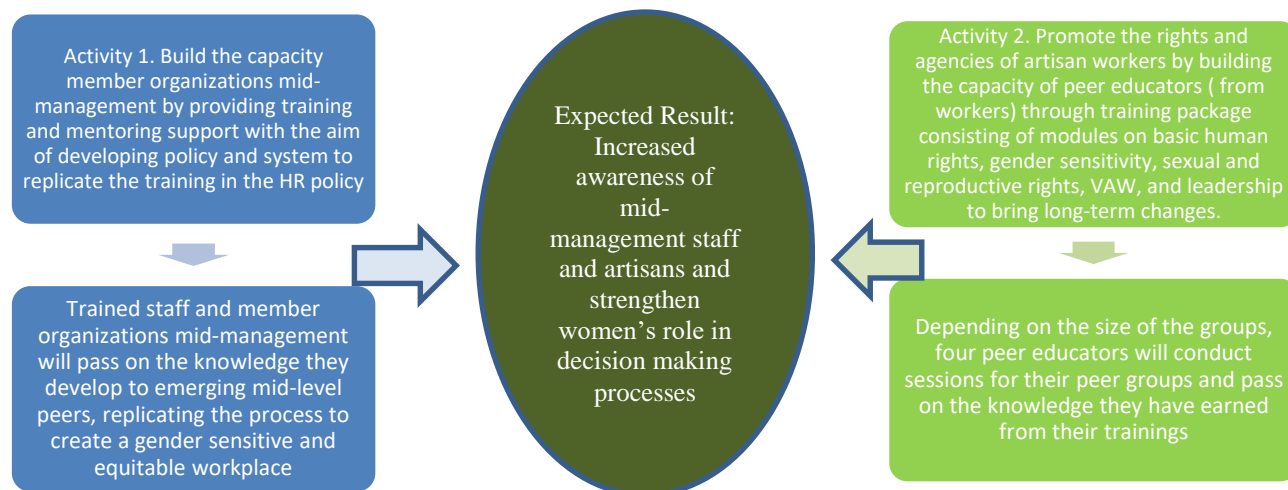 Activity 1. Build the capacity
member organizations mid-
management by providing training
and mentoring support with the aim
of developing policy and system to
replicate the training in the HR policy
Trained staff and member
organizations mid-management
will pass on the knowledge they
develop to emerging mid-level
peers, replicating the process to
create a gender sensitive and
equitable workplace
Expected Result:
Increased
awareness of
mid-
management staff
and artisans and
strengthen
women’s role in
decision making
processes
Activity 2. Promote the rights and
agencies of artisan workers by building
the capacity of peer educators ( from
workers) through training package
consisting of modules on basic human
rights, gender sensitivity, sexual and
reproductive rights, VAW, and leadership
to bring long-term changes.
Depending on the size of the groups,
four peer educators will conduct
sessions for their peer groups and pass
on the knowledge they have earned
from their trainings